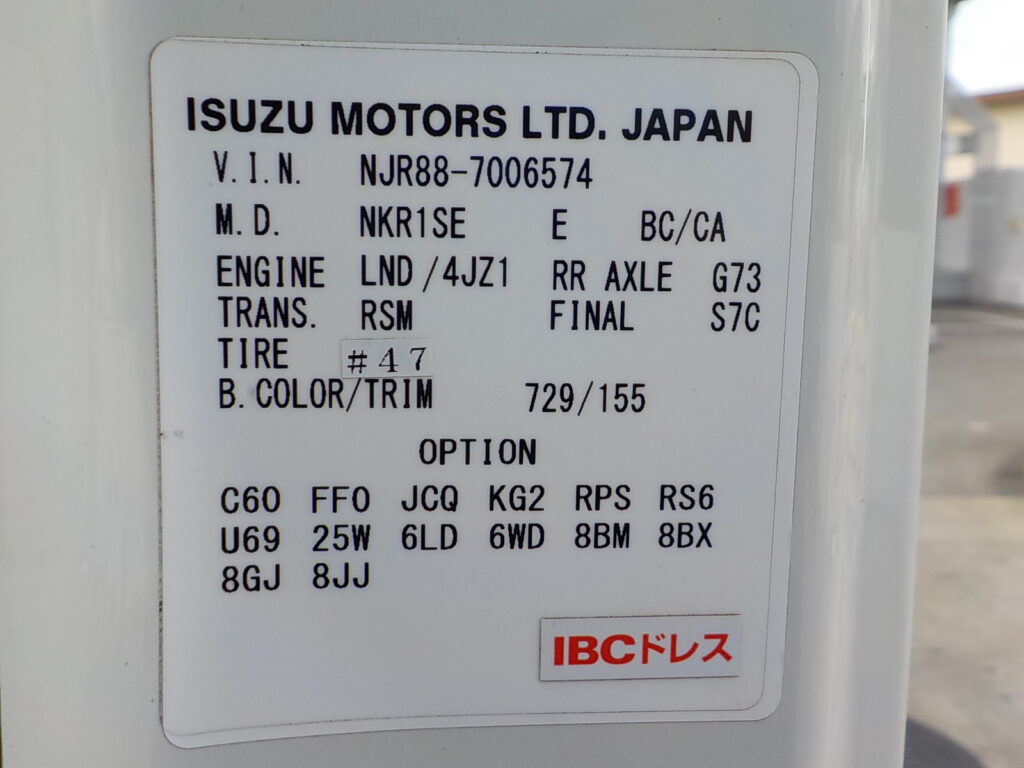 ISUZU MOTORS LTD. JAPAN
V.I.N. NJR88-7006574
M.D. NKR1SE E BC/CA
ENGINE LND/4JZ1 RR AXLE G73
TRANS. RSM FINAL S7C
TIRE #47
B.COLOR/TRIM 729/155
OPTION
C60 FF0 JCQ KG2 RPS RS6
U69 25W 6LD 6WD 8BM 8BX
8GJ 8JJ
IBCドレス